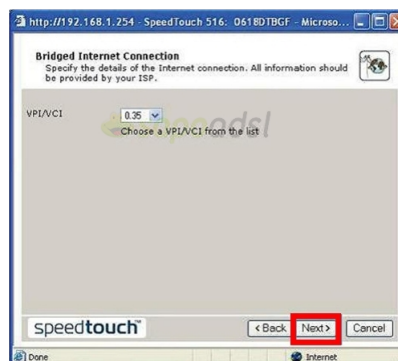 http://192.168.1.254 - SpeedTouch 516: 0618DTBGF - Microso...
Bridged Internet Connection
Specify the details of the Internet connection. All information should
be provided by your ISP.
VPI/VCI
0.35
Choose a VPI/VCI from the list
adsl
speedtouch™
< Back
Next >
Cancel
Done
Internet